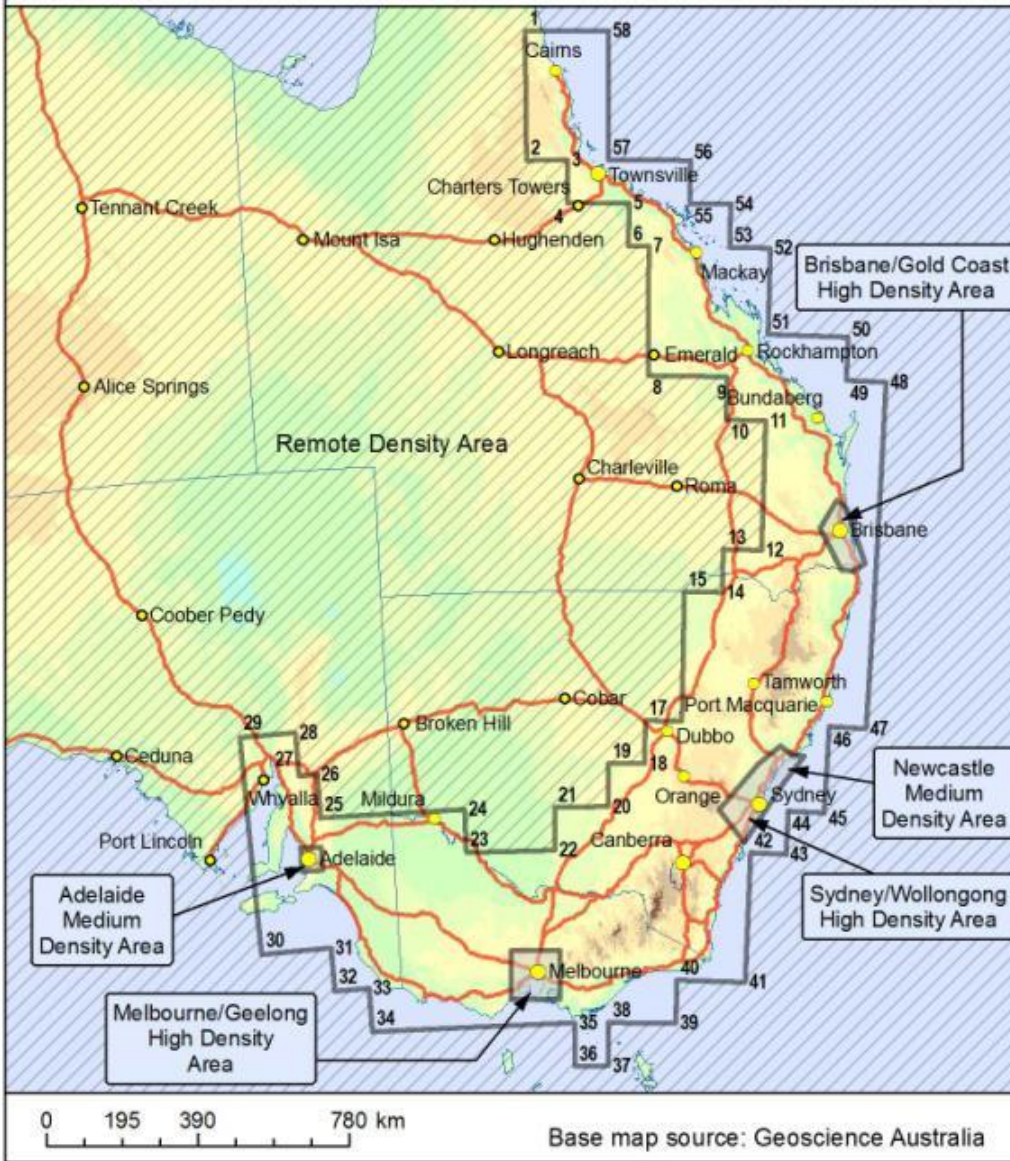 1
58
Cairns
2
3
57
56
Townsville
Charters Towers
4
5
55
54
Tennant Creek
6
53
Mount Isa
Hughenden
7
52
Mackay
Brisbane/Gold Coast
High Density Area
51
50
Longreach
Emerald
Rockhampton
Alice Springs
8
9
49
48
Bundaberg
10
11
Remote Density Area
Charleville
Roma
Brisbane
13
12
15
14
Coober Pedy
Tamworth
Cobar
17
Port Macquarie
Broken Hill
29
28
Dubbo
46
47
Ceduna
27
26
19
18
Newcastle
Medium
Density Area
Whyalla
25
Mildura
24
21
20
Orange
Sydney
44
45
23
22
Canberra
42
43
Port Lincoln
Adelaide
Adelaide
Medium
Density Area
Sydney/Wollongong
High Density Area
30
31
32
33
Melbourne
40
41
34
35
38
39
Melbourne/Geelong
High Density
Area
36
37
0 195 390 780 km
Base map source: Geoscience Australia